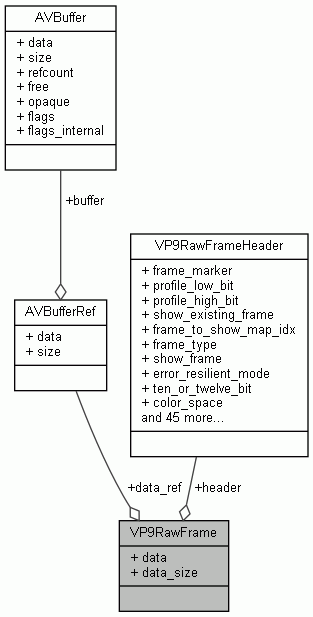 AVBuffer
+ data
+ size
+ refcount
+ free
+ opaque
+ flags
+ flags_internal
+buffer
VP9RawFrameHeader
+ frame_marker
+ profile_low_bit
+ profile_high_bit
+ show_existing_frame
+ frame_to_show_map_idx
+ frame_type
+ show_frame
+ error_resilient_mode
+ ten_or_twelve_bit
+ color_space
and 45 more...
AVBufferRef
+ data
+ size
+data_ref
+header
VP9RawFrame
+ data
+ data_size